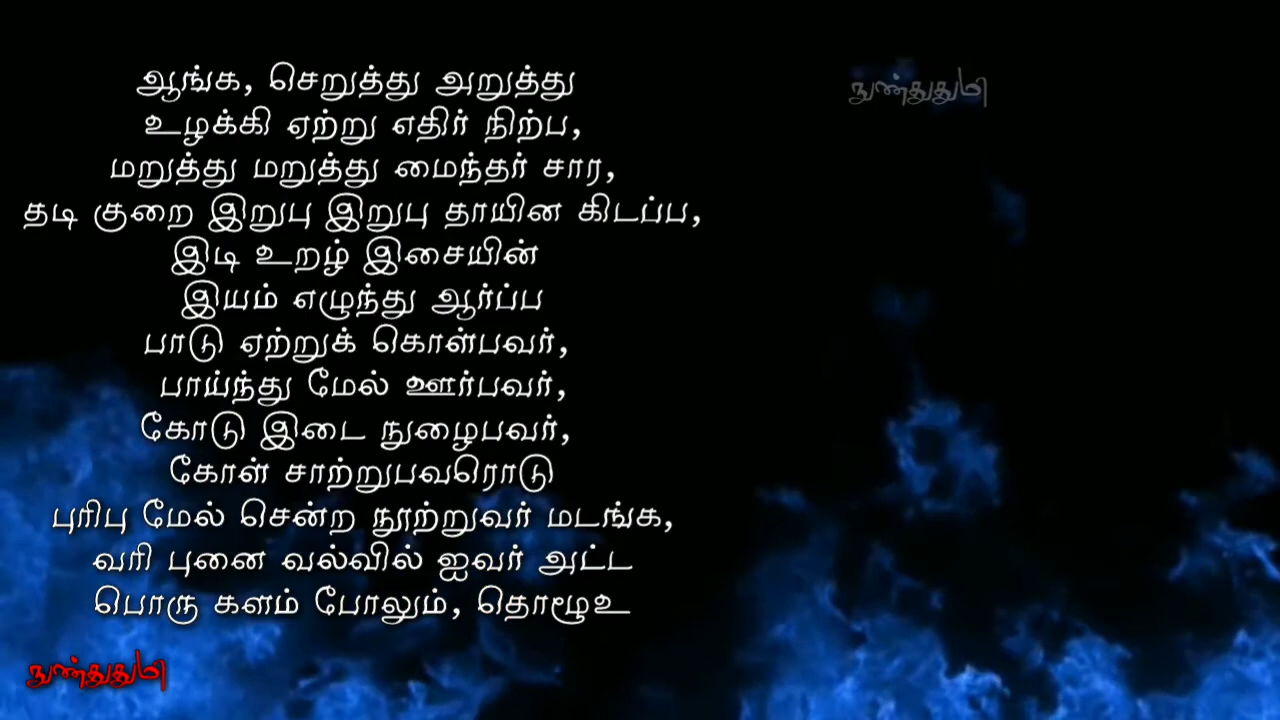 ஆங்க, செறுத்து அறுத்து
உழக்கி ஏற்று எதிர் நிற்ப,
மறுத்து மறுத்து மைந்தர் சார,
தடி குறை இறுபு இறுபு தாயின கிடப்ப,
இடி உறழ் இசையின்
இயம் எழுந்து ஆர்ப்ப
பாடு ஏற்றுக் கொள்பவர்,
பாய்ந்து மேல் ஊர்பவர்,
கோடு இடை நுழைபவர்,
கோள் சாற்றுபவரொடு
புரிபு மேல் சென்ற நூற்றுவர் மடங்க,
வரி புனை வல்வில் ஐவர் அட்ட
பொரு களம் போலும், தொழூஉ
நுண்துதுமி
நுண்துதுமி